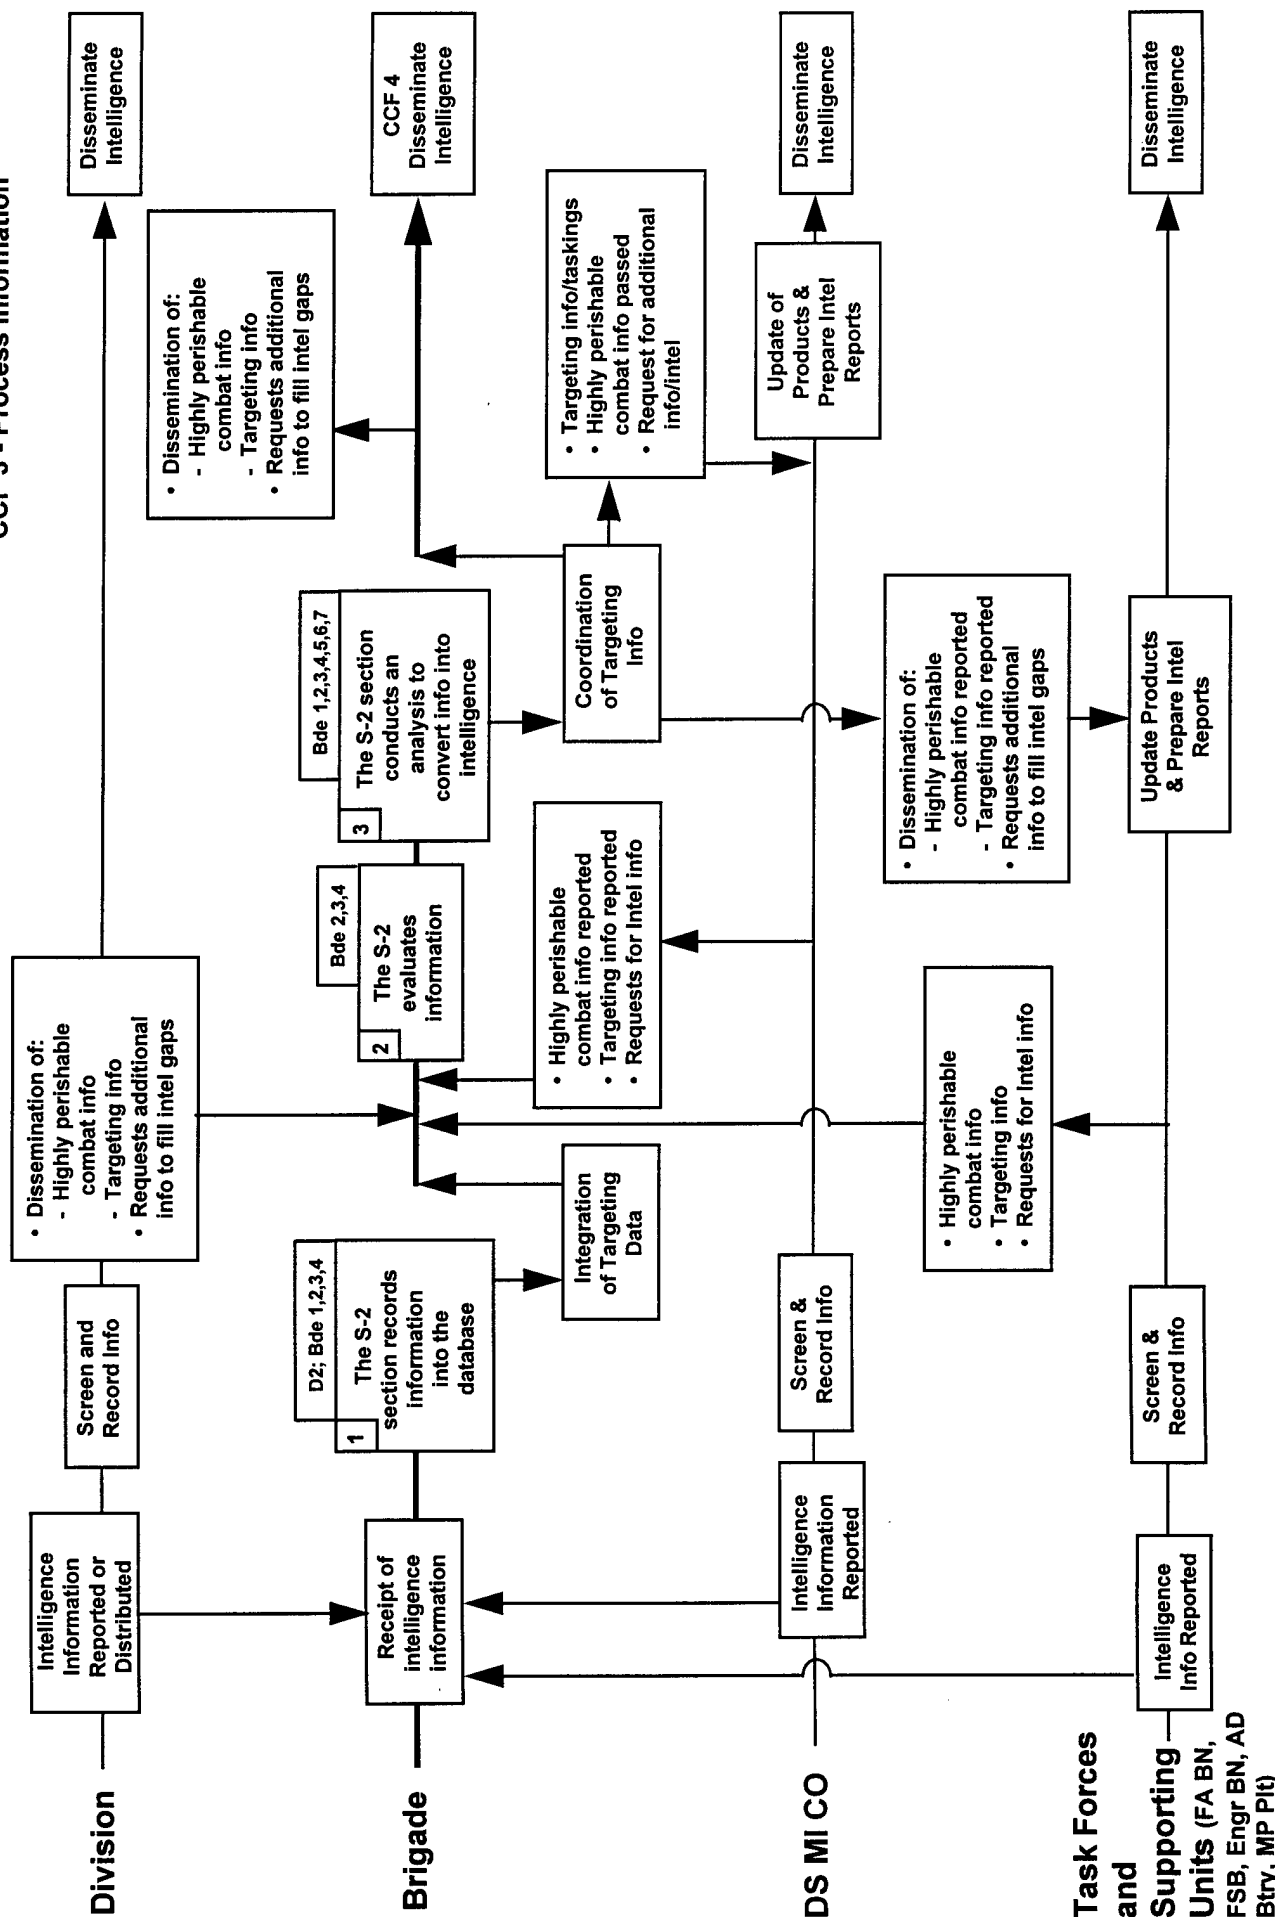 CCF 3 - Process Information
Division
Intelligence
Information
Reported or
Distributed
Screen and
Record Info
• Dissemination of:
- Highly perishable
combat info
- Targeting info
• Requests additional
info to fill intel gaps
Disseminate
Intelligence
Brigade
Receipt of
intelligence
information
D2; Bde 1,2,3,4
1
The S-2
section records
information
into the
database
Integration
of Targeting
Data
Bde 2,3,4
2
The S-2
evaluates
information
Bde 1,2,3,4,5,6,7
3
The S-2 section
conducts an
analysis to
convert info into
intelligence
Coordination
of Targeting
Info
• Dissemination of:
- Highly perishable
combat info
- Targeting info
• Requests additional
info to fill intel gaps
CCF 4
Disseminate
Intelligence
• Highly perishable
combat info reported
• Targeting info reported
• Requests for Intel info
• Targeting info/taskings
• Highly perishable
combat info passed
• Request for additional
info/intel
DS MI CO
Intelligence
Information
Reported
Screen &
Record Info
Update of
Products &
Prepare Intel
Reports
Disseminate
Intelligence
• Highly perishable
combat info
• Targeting info
• Requests for Intel info
• Dissemination of:
- Highly perishable
combat info reported
- Targeting info reported
• Requests additional
info to fill intel gaps
Task Forces
and
Supporting
Units (FA BN,
FSB, Engr BN, AD
Btry, MP Plt)
Intelligence
Info Reported
Screen &
Record Info
Update Products
& Prepare Intel
Reports
Disseminate
Intelligence